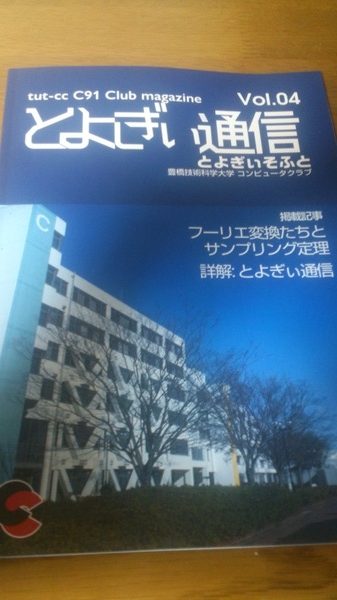 tut-cc C91 Club magazine Vol.04
とよぎぃ通信
とよぎぃそふと
豊橋技術科学大学 コンピュータクラブ
掲載記事
フーリエ変換たちと
サンプリング定理
詳解: とよぎぃ通信
C